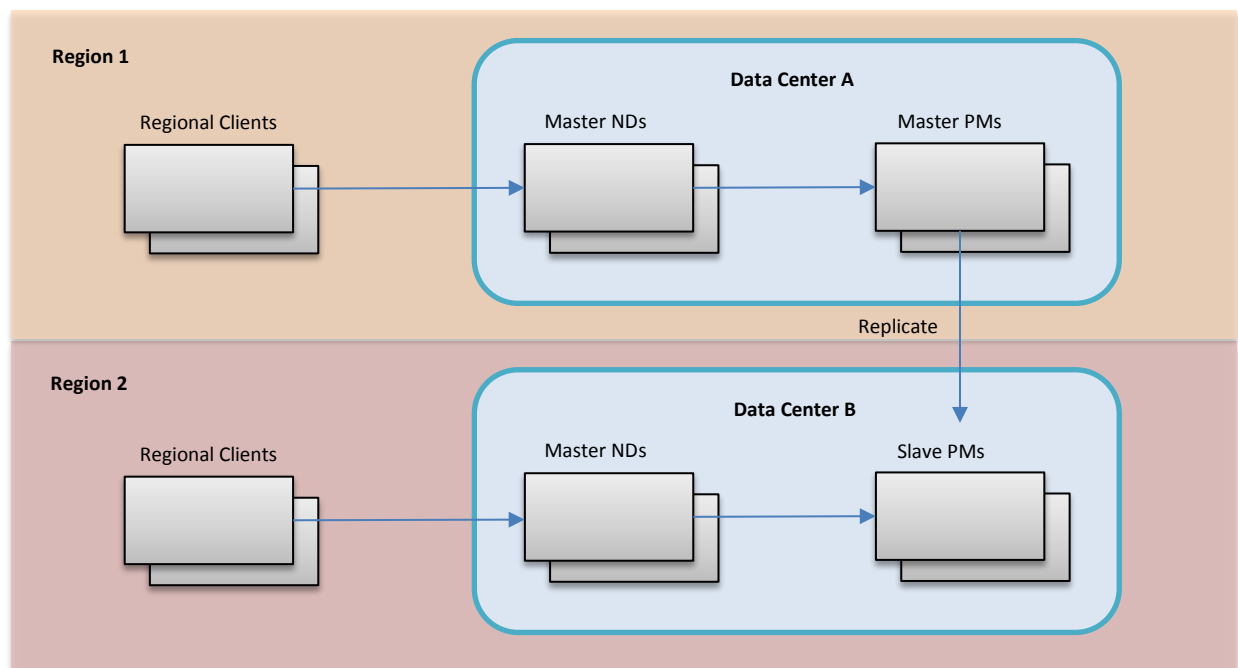 Region 1
Data Center A
Regional Clients
Master NDs
Master PMs
Replicate
Region 2
Data Center B
Regional Clients
Master NDs
Slave PMs